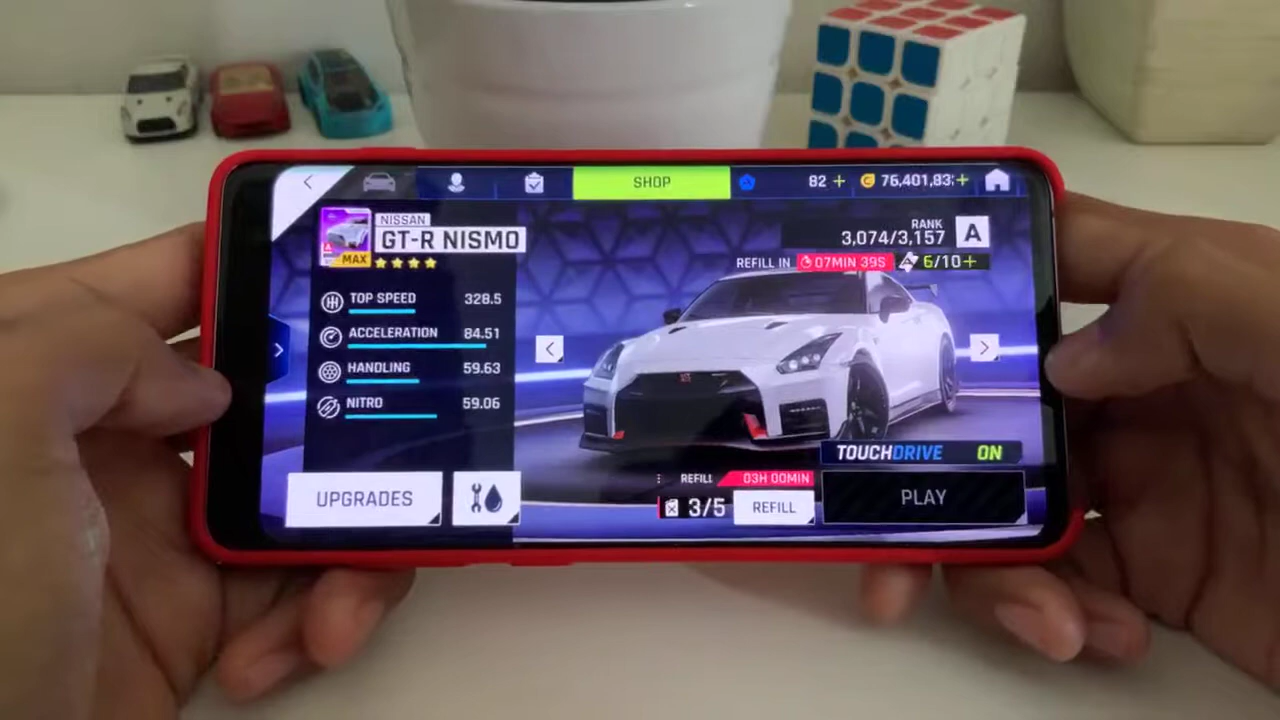 SHOP
82 +
76,401,83 +
NISSAN
GT-R NISMO
MAX
RANK
3,074/3,157
A
REFILL IN 07MIN 39S 6/10 +
TOP SPEED 328.5
ACCELERATION 84.51
HANDLING 59.63
NITRO 59.06
TOUCHDRIVE ON
UPGRADES
REFILL 03H 00MIN
3/5
REFILL
PLAY